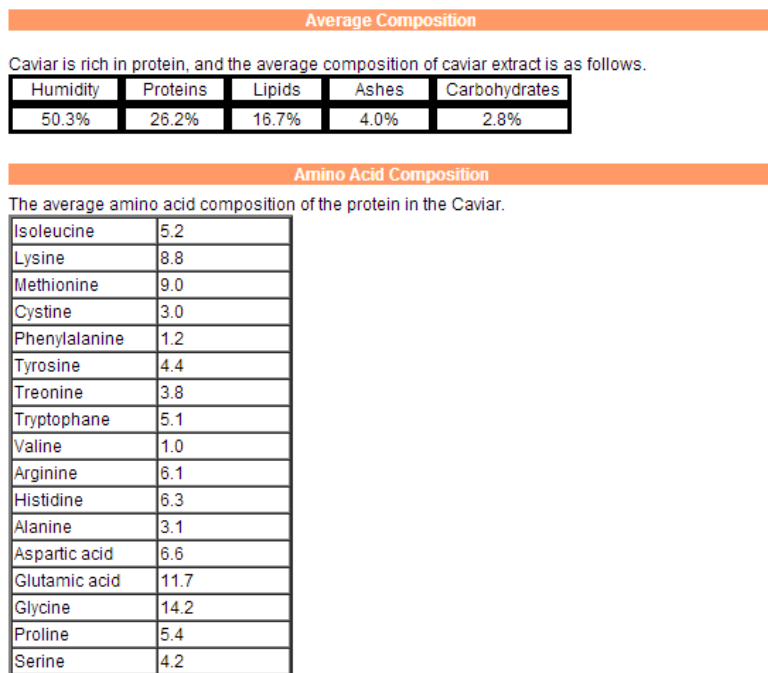 Average Composition
Caviar is rich in protein, and the average composition of caviar extract is as follows.
Humidity Proteins Lipids Ashes Carbohydrates
50.3% 26.2% 16.7% 4.0% 2.8%
Amino Acid Composition
The average amino acid composition of the protein in the Caviar.
Isoleucine 5.2
Lysine 8.8
Methionine 9.0
Cystine 3.0
Phenylalanine 1.2
Tyrosine 4.4
Treonine 3.8
Tryptophane 5.1
Valine 1.0
Arginine 6.1
Histidine 6.3
Alanine 3.1
Aspartic acid 6.6
Glutamic acid 11.7
Glycine 14.2
Proline 5.4
Serine 4.2